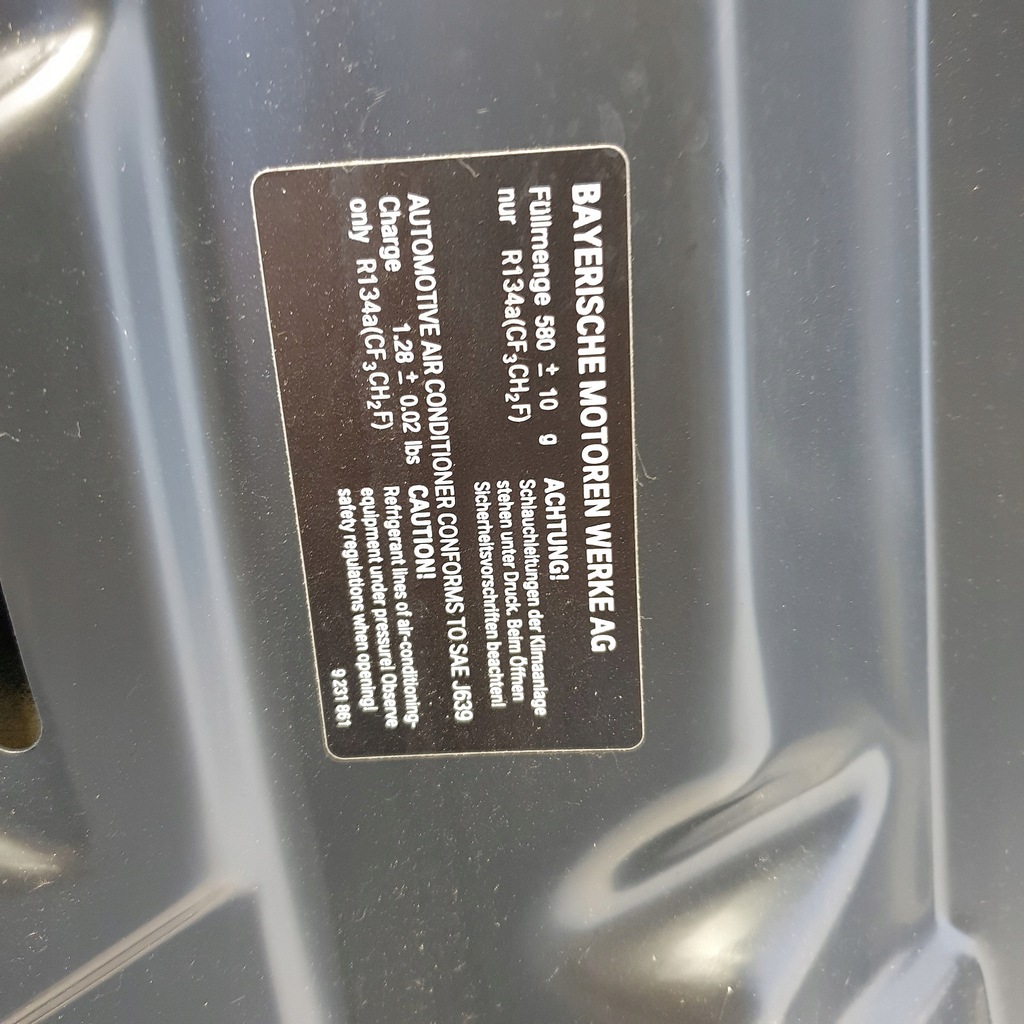 BAYERISCHE MOTOREN WERKE AG
Füllmenge 580 ± 10 g
nur R134a(CF₃CH₂F)
ACHTUNG!
Schlauchleitungen der Klimaanlage
stehen unter Druck. Beim Öffnen
Sicherheitsvorschriften beachten!
AUTOMOTIVE AIR CONDITIONER CONFORMS TO SAE J639
Charge 1.28 ± 0.02 lbs
only R134a(CF₃CH₂F)
CAUTION!
Refrigerant lines of air-conditioning-
equipment under pressure! Observe
safety regulations when opening!
9 231 861